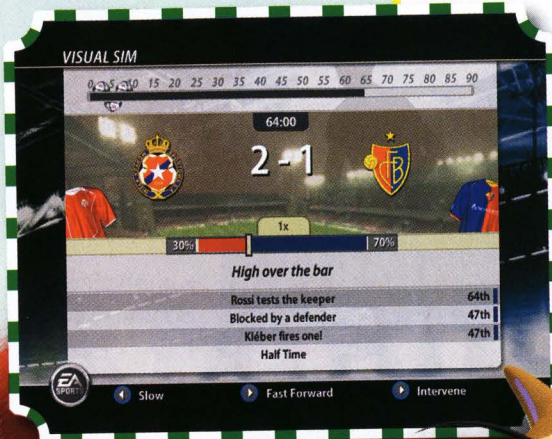 VISUAL SIM
0 5 10 15 20 25 30 35 40 45 50 55 60 65 70 75 80 85 90
64:00
2 - 1
FCB
1x
30% 70%
High over the bar
Rossi tests the keeper 64th
Blocked by a defender 47th
Kléber fires one! 47th
Half Time
EA
SPORTS
Slow Fast Forward Intervene